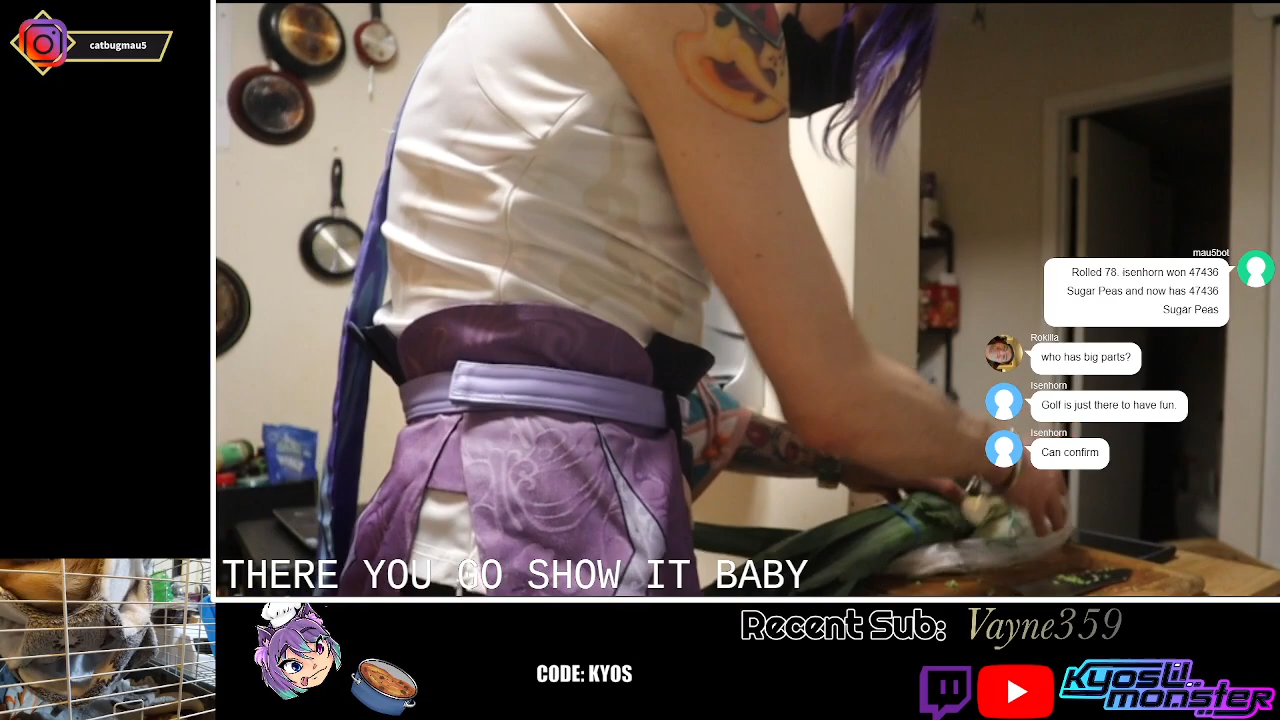 catbugmau5
mau5bot
Rolled 78. isenhorn won 47436
Sugar Peas and now has 47436
Sugar Peas
Rokilla
who has big parts?
Isenhorn
Golf is just there to have fun.
Isenhorn
Can confirm
THERE YOU GO SHOW IT BABY
Recent Sub: Vayne359
CODE: KYOS
Kyoslil
monster